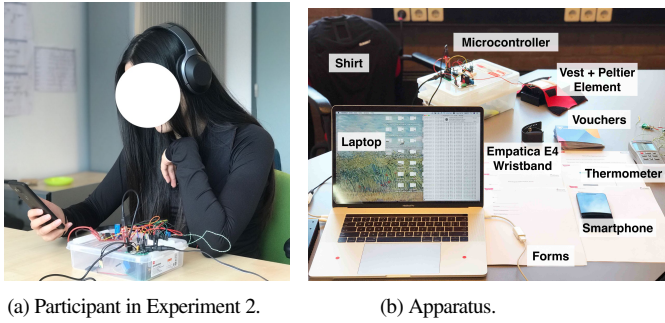 Microcontroller
Shirt
Vest + Peltier
Element
Vouchers
Laptop
Empatica E4
Wristband
Thermometer
Smartphone
Forms
(a) Participant in Experiment 2.
(b) Apparatus.